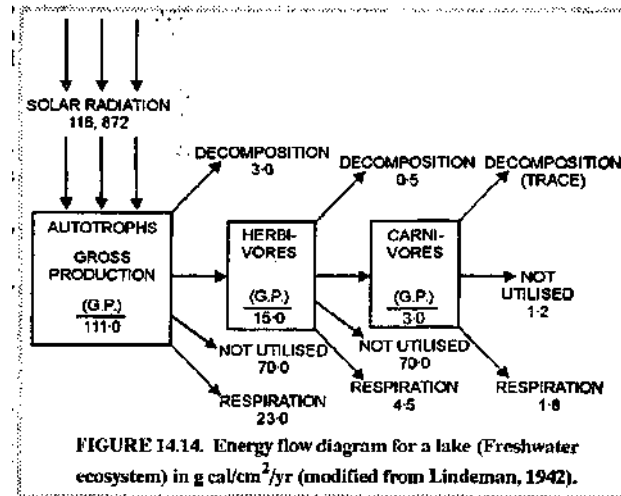 SOLAR RADIATION
118, 872
DECOMPOSITION
3·0
DECOMPOSITION
0·5
DECOMPOSITION
(TRACE)
AUTOTROPHS
GROSS
PRODUCTION
(G.P.)
111·0
HERBI-
VORES
(G.P.)
15·0
CARNI-
VORES
(G.P.)
3·0
NOT
UTILISED
1·2
NOT UTILISED
70·0
NOT UTILISED
70·0
RESPIRATION
23·0
RESPIRATION
4·5
RESPIRATION
1·8
FIGURE 14.14. Energy flow diagram for a lake (Freshwater
ecosystem) in g cal/cm²/yr (modified from Lindeman, 1942).